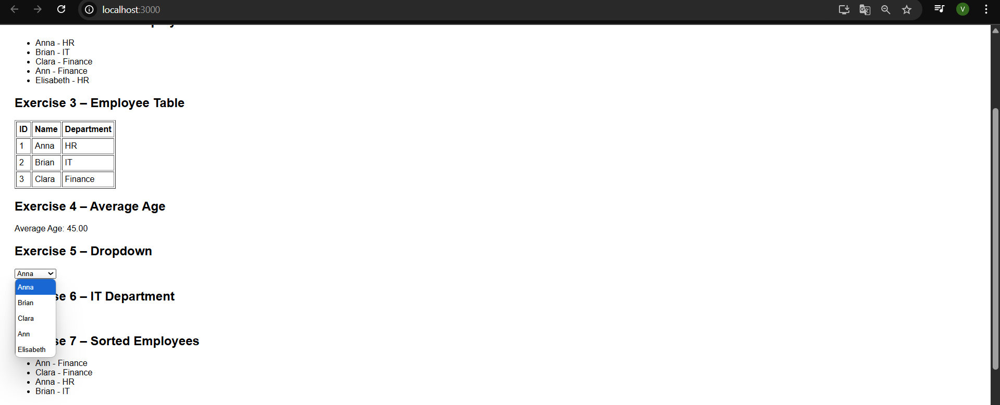 localhost:3000
V
Anna - HR
Brian - IT
Clara - Finance
Ann - Finance
Elisabeth - HR
Exercise 3 – Employee Table
ID Name Department
1 Anna HR
2 Brian IT
3 Clara Finance
Exercise 4 – Average Age
Average Age: 45.00
Exercise 5 – Dropdown
Anna
Anna
Brian
Clara
Ann
Elisabeth
se 6 – IT Department
se 7 – Sorted Employees
Ann - Finance
Clara - Finance
Anna - HR
Brian - IT